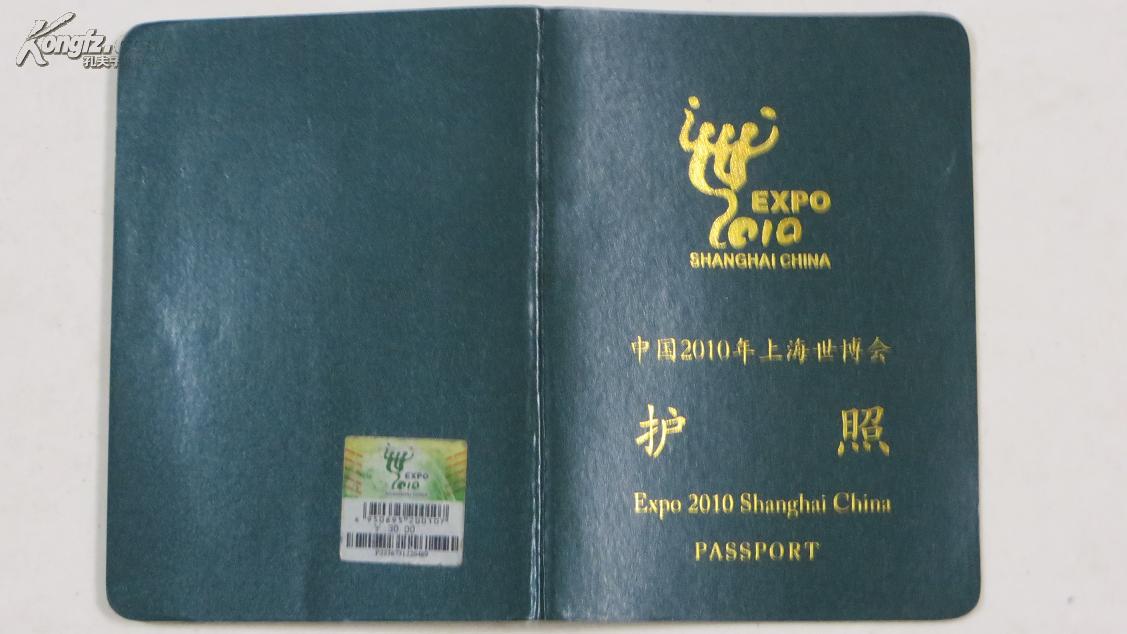 Kongfz
孔夫
EXPO
2010
SHANGHAI CHINA
中国2010年上海世博会
护 照
Expo 2010 Shanghai China
PASSPORT
EXPO
2010
¥ 30.00